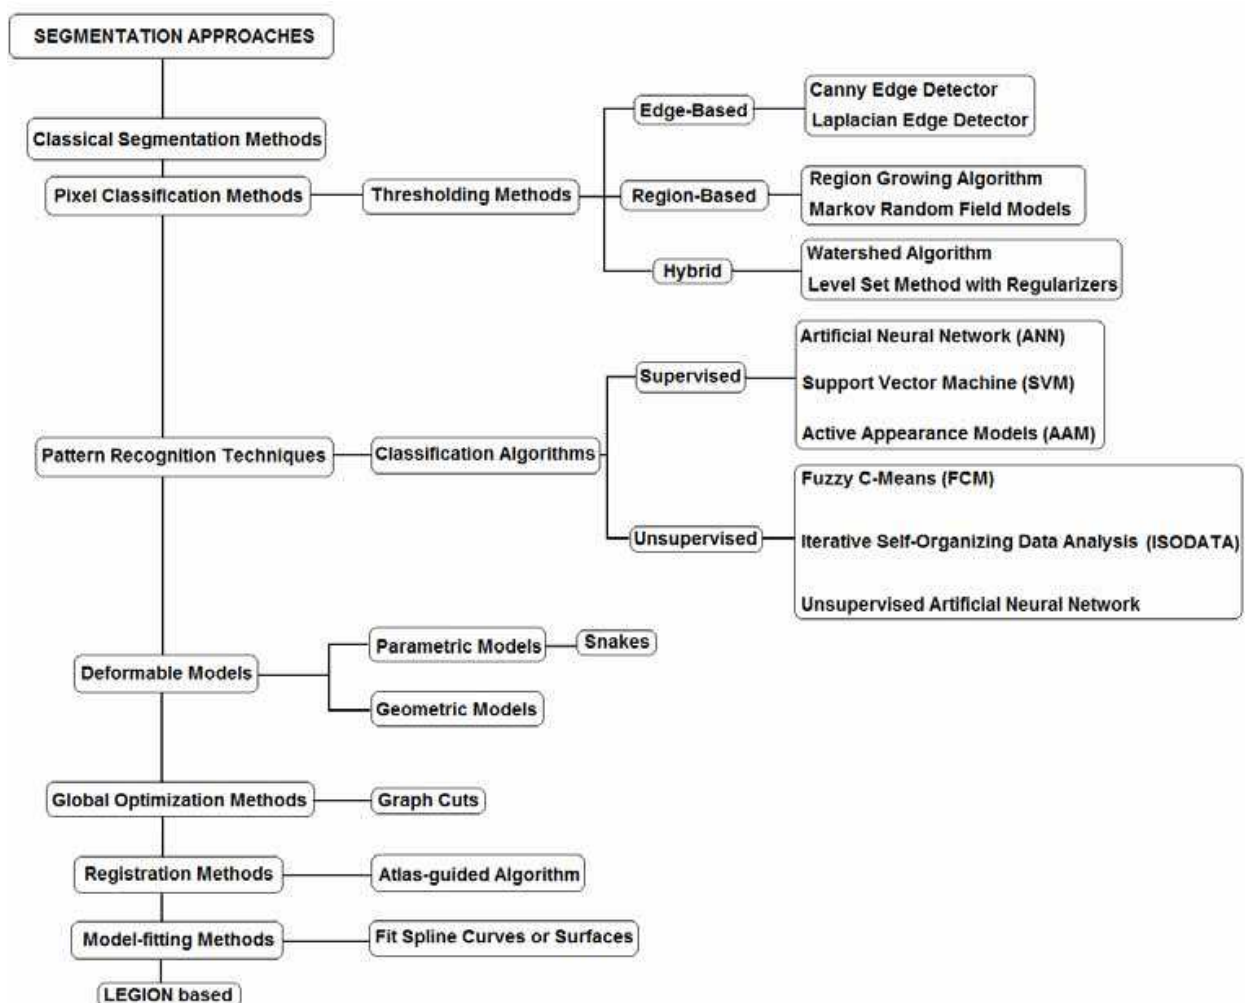 SEGMENTATION APPROACHES
Classical Segmentation Methods
Pixel Classification Methods
Thresholding Methods
Edge-Based
Canny Edge Detector
Laplacian Edge Detector
Region-Based
Region Growing Algorithm
Markov Random Field Models
Hybrid
Watershed Algorithm
Level Set Method with Regularizers
Pattern Recognition Techniques
Classification Algorithms
Supervised
Artificial Neural Network (ANN)
Support Vector Machine (SVM)
Active Appearance Models (AAM)
Unsupervised
Fuzzy C-Means (FCM)
Iterative Self-Organizing Data Analysis (ISODATA)
Unsupervised Artificial Neural Network
Deformable Models
Parametric Models
Snakes
Geometric Models
Global Optimization Methods
Graph Cuts
Registration Methods
Atlas-guided Algorithm
Model-fitting Methods
Fit Spline Curves or Surfaces
LEGION based